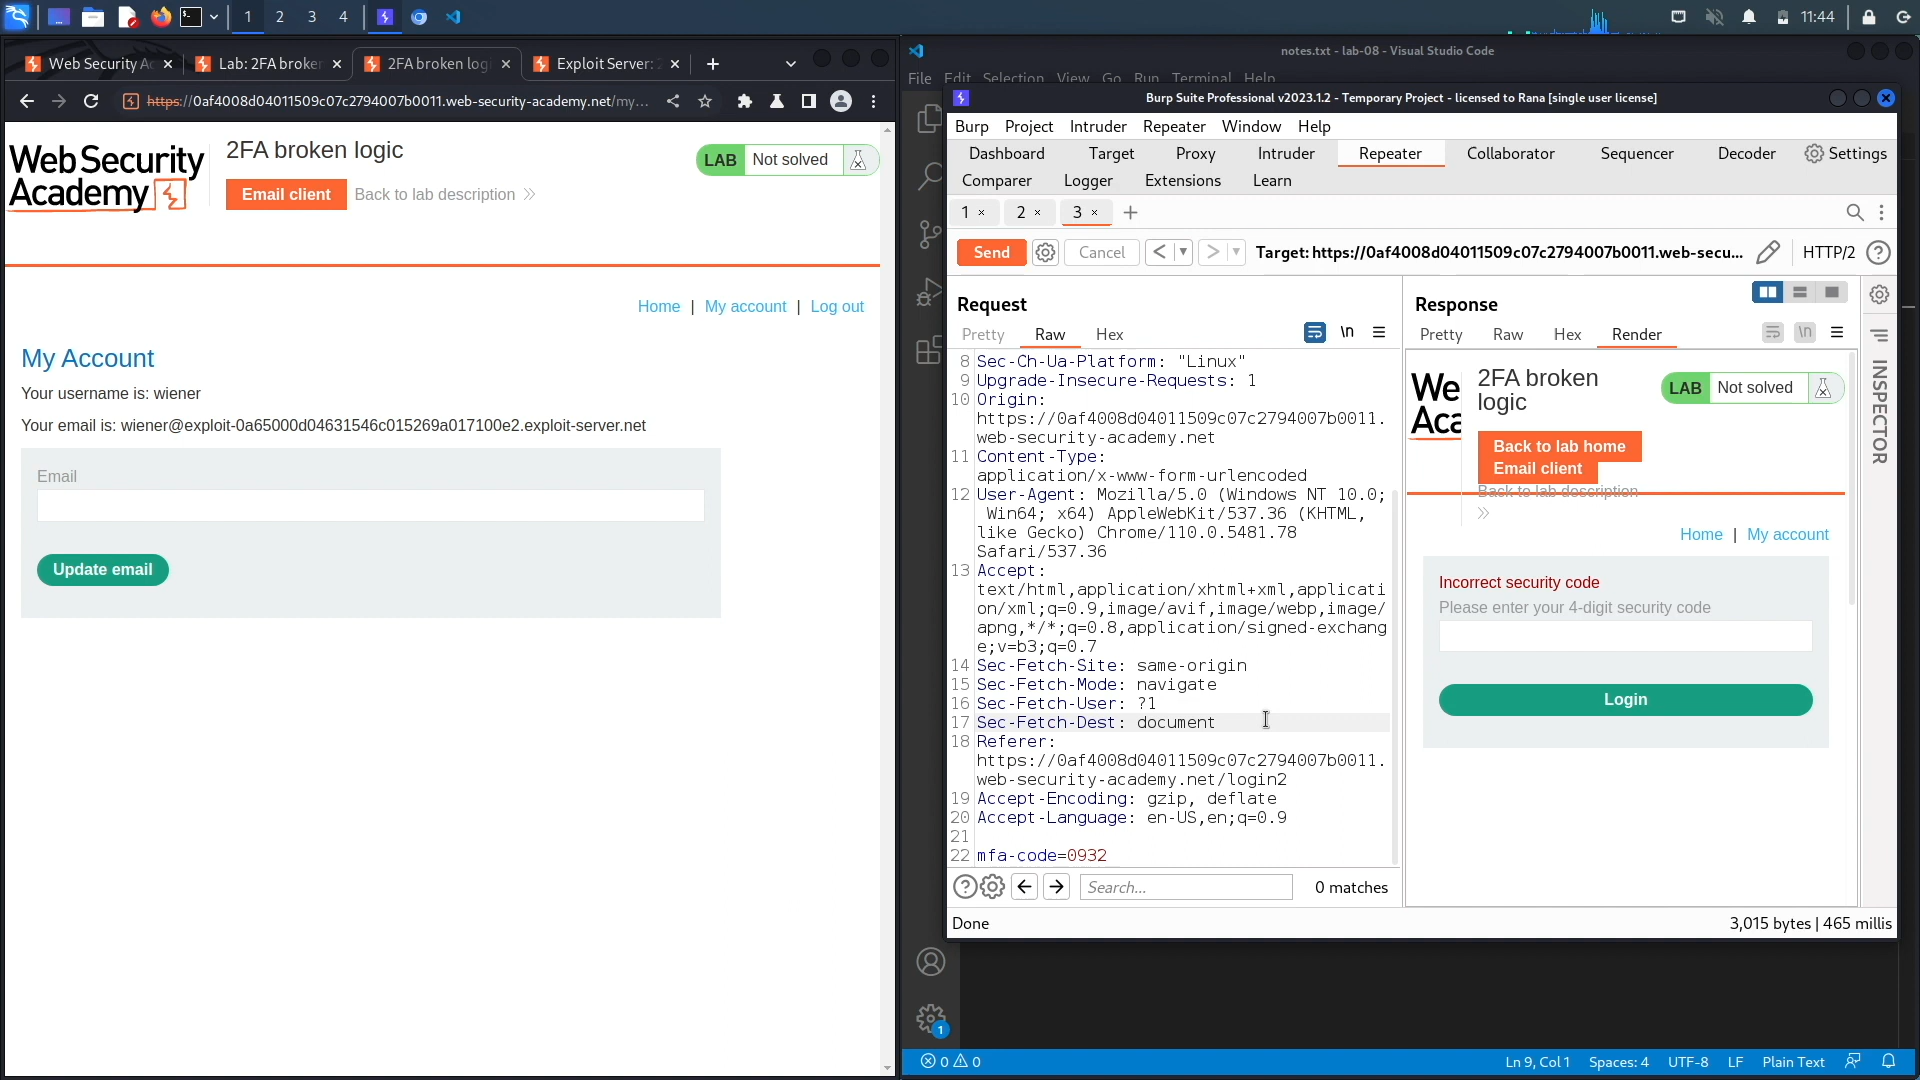 1 2 3 4 11:44
Web Security Ac
Lab: 2FA broken
2FA broken logi
Exploit Server: 2
https://0af4008d04011509c07c2794007b0011.web-security-academy.net/my...
Web Security
Academy
2FA broken logic
Email client
Back to lab description
LAB Not solved
Home | My account | Log out
My Account
Your username is: wiener
Your email is: wiener@exploit-0a65000d04631546c015269a017100e2.exploit-server.net
Email
Update email
notes.txt - lab-08 - Visual Studio Code
File Edit Selection View Go Run Terminal Help
Burp Suite Professional v2023.1.2 - Temporary Project - licensed to Rana [single user license]
Burp Project Intruder Repeater Window Help
Dashboard Target Proxy Intruder Repeater Collaborator Sequencer Decoder Settings
Comparer Logger Extensions Learn
1 × 2 × 3 ×
Send Cancel Target: https://0af4008d04011509c07c2794007b0011.web-secu... HTTP/2
Request
Pretty Raw Hex \n
8 Sec-Ch-Ua-Platform: "Linux"
9 Upgrade-Insecure-Requests: 1
10 Origin:
https://0af4008d04011509c07c2794007b0011.
web-security-academy.net
11 Content-Type:
application/x-www-form-urlencoded
12 User-Agent: Mozilla/5.0 (Windows NT 10.0;
Win64; x64) AppleWebKit/537.36 (KHTML,
like Gecko) Chrome/110.0.5481.78
Safari/537.36
13 Accept:
text/html,application/xhtml+xml,applicati
on/xml;q=0.9,image/avif,image/webp,image/
apng,*/*;q=0.8,application/signed-exchang
e;v=b3;q=0.7
14 Sec-Fetch-Site: same-origin
15 Sec-Fetch-Mode: navigate
16 Sec-Fetch-User: ?1
17 Sec-Fetch-Dest: document
18 Referer:
https://0af4008d04011509c07c2794007b0011.
web-security-academy.net/login2
19 Accept-Encoding: gzip, deflate
20 Accept-Language: en-US,en;q=0.9
21
22 mfa-code=0932
Search... 0 matches
Response
Pretty Raw Hex Render \n
We
Aca
2FA broken
logic
LAB Not solved
Back to lab home
Email client
Back to lab description
Home | My account
Incorrect security code
Please enter your 4-digit security code
Login
INSPECTOR
Done
3,015 bytes | 465 millis
1
0 0 Ln 9, Col 1 Spaces: 4 UTF-8 LF Plain Text